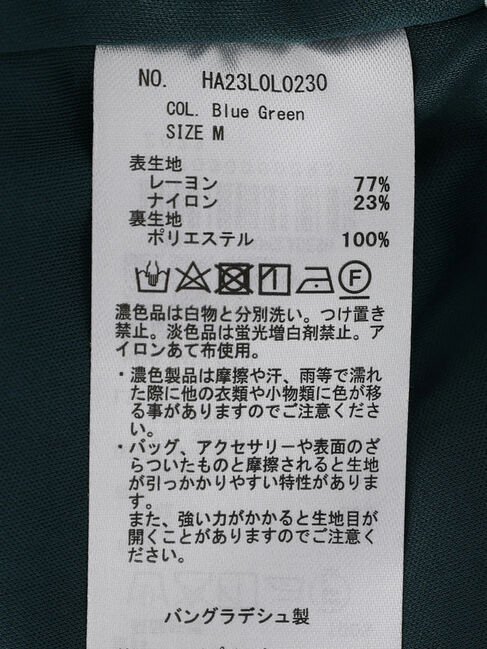 NO. HA23L0L0230
COL. Blue Green
SIZE M
表生地
レーヨン 77%
ナイロン 23%
裏生地
ポリエステル 100%
F
濃色品は白物と分別洗い。つけ置き
禁止。淡色品は蛍光増白剤禁止。ア
イロンあて布使用。
・濃色製品は摩擦や汗、雨等で濡れ
た際に他の衣類や小物類に色が移
る事がありますのでご注意くださ
い。
・バッグ、アクセサリーや表面のざ
らついたものと摩擦されると生地
が引っかかりやすい特性がありま
す。
また、強い力がかかると生地目が
開くことがありますのでご注意く
ださい。
バングラデシュ製